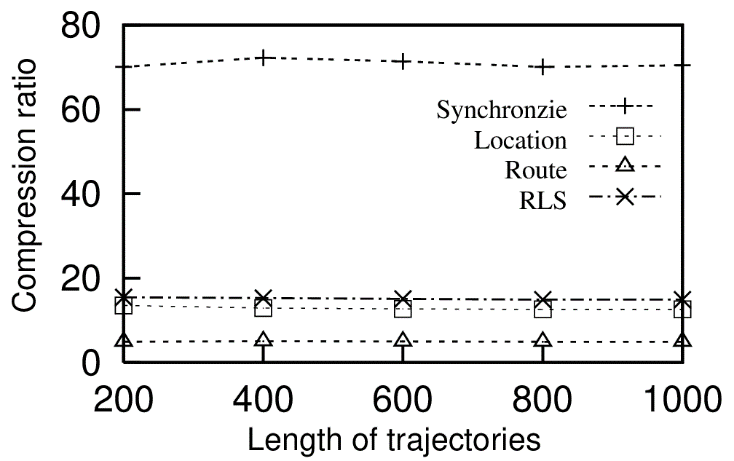 80
60
40
20
0
Compression ratio
Synchronzie
Location
Route
RLS
200 400 600 800 1000
Length of trajectories